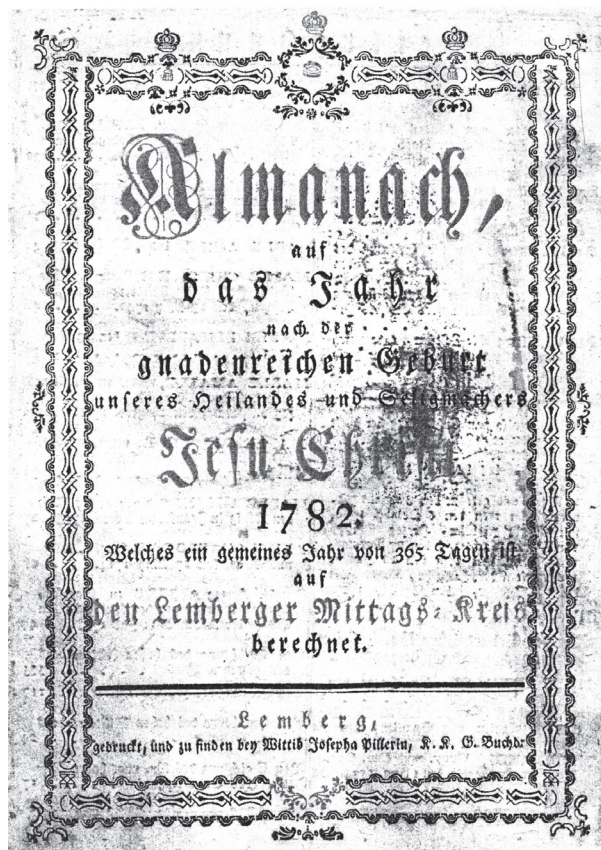 Almanach,
auf
das Jahr
nach der
gnadenreichen Geburt
unseres Heilandes und Seligmachers
Jesu Christi
1782.
Welches ein gemeines Jahr von 365 Tagen ist
auf
den Lemberger Mittags-Kreis
berechnet.
Lemberg,
gedruckt, und zu finden bey Wittib Josepha Pillerin, K. K. G. Buchdr